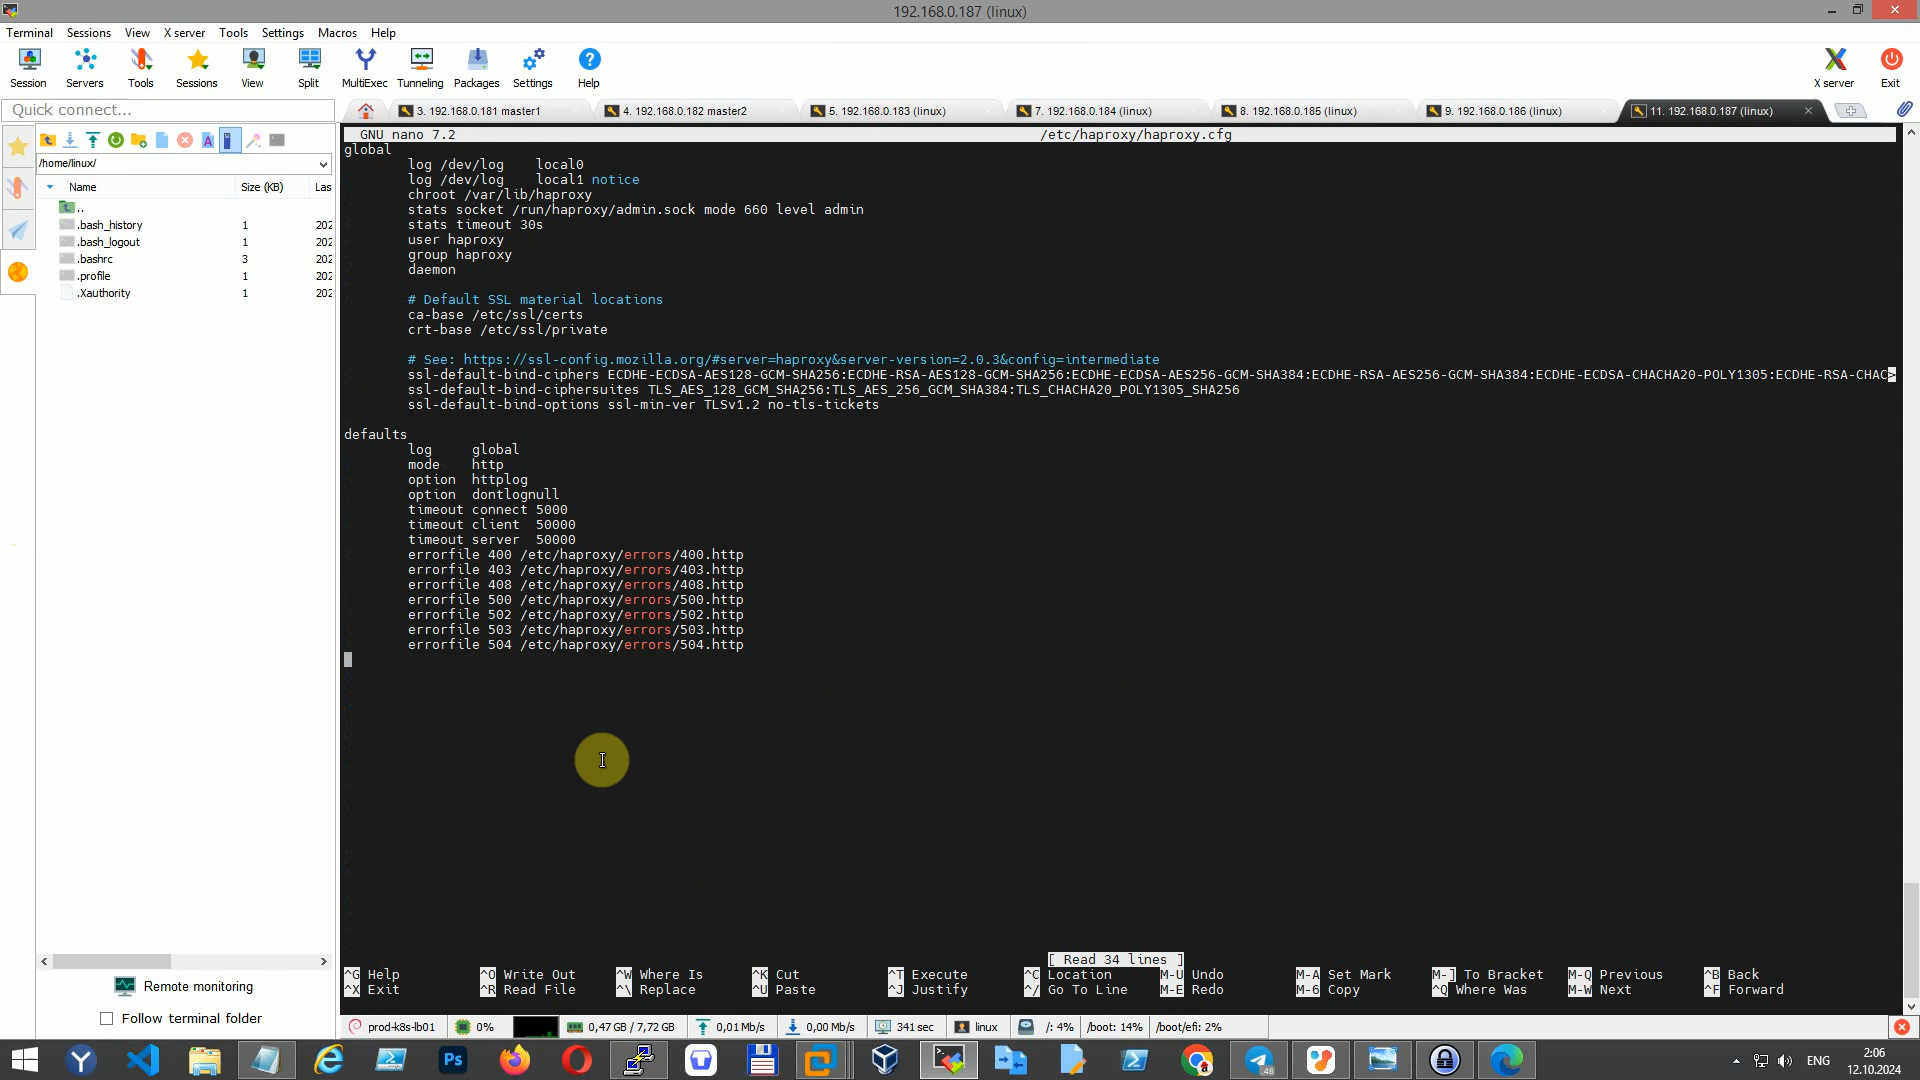 192.168.0.187 (linux)
Terminal Sessions View X server Tools Settings Macros Help
Session Servers Tools Sessions View Split MultiExec Tunneling Packages Settings Help X server Exit
Quick connect...
3. 192.168.0.181 master1 4. 192.168.0.182 master2 5. 192.168.0.183 (linux) 7. 192.168.0.184 (linux) 8. 192.168.0.185 (linux) 9. 192.168.0.186 (linux) 11. 192.168.0.187 (linux)
/home/linux/
Name Size (KB) Las
..
.bash_history 1 202
.bash_logout 1 202
.bashrc 3 202
.profile 1 202
.Xauthority 1 202
Remote monitoring
Follow terminal folder
GNU nano 7.2 /etc/haproxy/haproxy.cfg
global
log /dev/log local0
log /dev/log local1 notice
chroot /var/lib/haproxy
stats socket /run/haproxy/admin.sock mode 660 level admin
stats timeout 30s
user haproxy
group haproxy
daemon
# Default SSL material locations
ca-base /etc/ssl/certs
crt-base /etc/ssl/private
# See: https://ssl-config.mozilla.org/#server=haproxy&server-version=2.0.3&config=intermediate
ssl-default-bind-ciphers ECDHE-ECDSA-AES128-GCM-SHA256:ECDHE-RSA-AES128-GCM-SHA256:ECDHE-ECDSA-AES256-GCM-SHA384:ECDHE-RSA-AES256-GCM-SHA384:ECDHE-ECDSA-CHACHA20-POLY1305:ECDHE-RSA-CHAC>
ssl-default-bind-ciphersuites TLS_AES_128_GCM_SHA256:TLS_AES_256_GCM_SHA384:TLS_CHACHA20_POLY1305_SHA256
ssl-default-bind-options ssl-min-ver TLSv1.2 no-tls-tickets
defaults
log global
mode http
option httplog
option dontlognull
timeout connect 5000
timeout client 50000
timeout server 50000
errorfile 400 /etc/haproxy/errors/400.http
errorfile 403 /etc/haproxy/errors/403.http
errorfile 408 /etc/haproxy/errors/408.http
errorfile 500 /etc/haproxy/errors/500.http
errorfile 502 /etc/haproxy/errors/502.http
errorfile 503 /etc/haproxy/errors/503.http
errorfile 504 /etc/haproxy/errors/504.http
[ Read 34 lines ]
^G Help ^O Write Out ^W Where Is ^K Cut ^T Execute ^C Location M-U Undo M-A Set Mark M-] To Bracket M-Q Previous ^B Back
^X Exit ^R Read File ^\ Replace ^U Paste ^J Justify ^/ Go To Line M-E Redo M-6 Copy ^Q Where Was M-W Next ^F Forward
prod-k8s-lb01 0% 0,47 GB / 7,72 GB 0,01 Mb/s 0,00 Mb/s 341 sec linux /: 4% /boot: 14% /boot/efi: 2%
Ps 48 ENG 2:06
12.10.2024